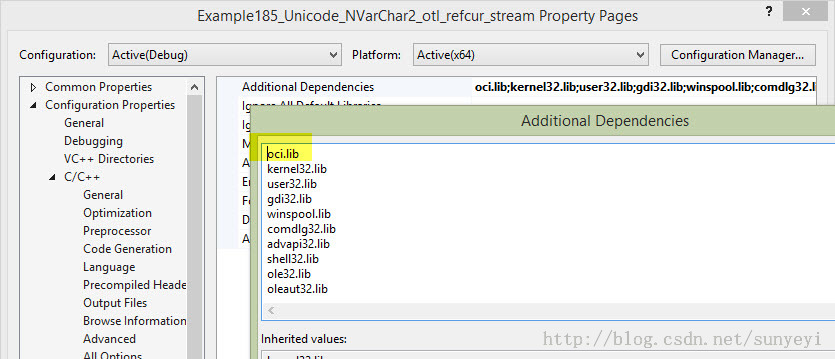 Example185_Unicode_NVarChar2_otl_refcur_stream Property Pages
?
Configuration: Active(Debug) Platform: Active(x64) Configuration Manager...
Common Properties
Configuration Properties
General
Debugging
VC++ Directories
C/C++
General
Optimization
Preprocessor
Code Generation
Language
Precompiled Heade
Output Files
Browse Information
Advanced
All Options
Additional Dependencies oci.lib;kernel32.lib;user32.lib;gdi32.lib;winspool.lib;comdlg32.l
Ignore All Default Libraries
Additional Dependencies
oci.lib
kernel32.lib
user32.lib
gdi32.lib
winspool.lib
comdlg32.lib
advapi32.lib
shell32.lib
ole32.lib
oleaut32.lib
Inherited values:
http://blog.csdn.net/sunyeyi